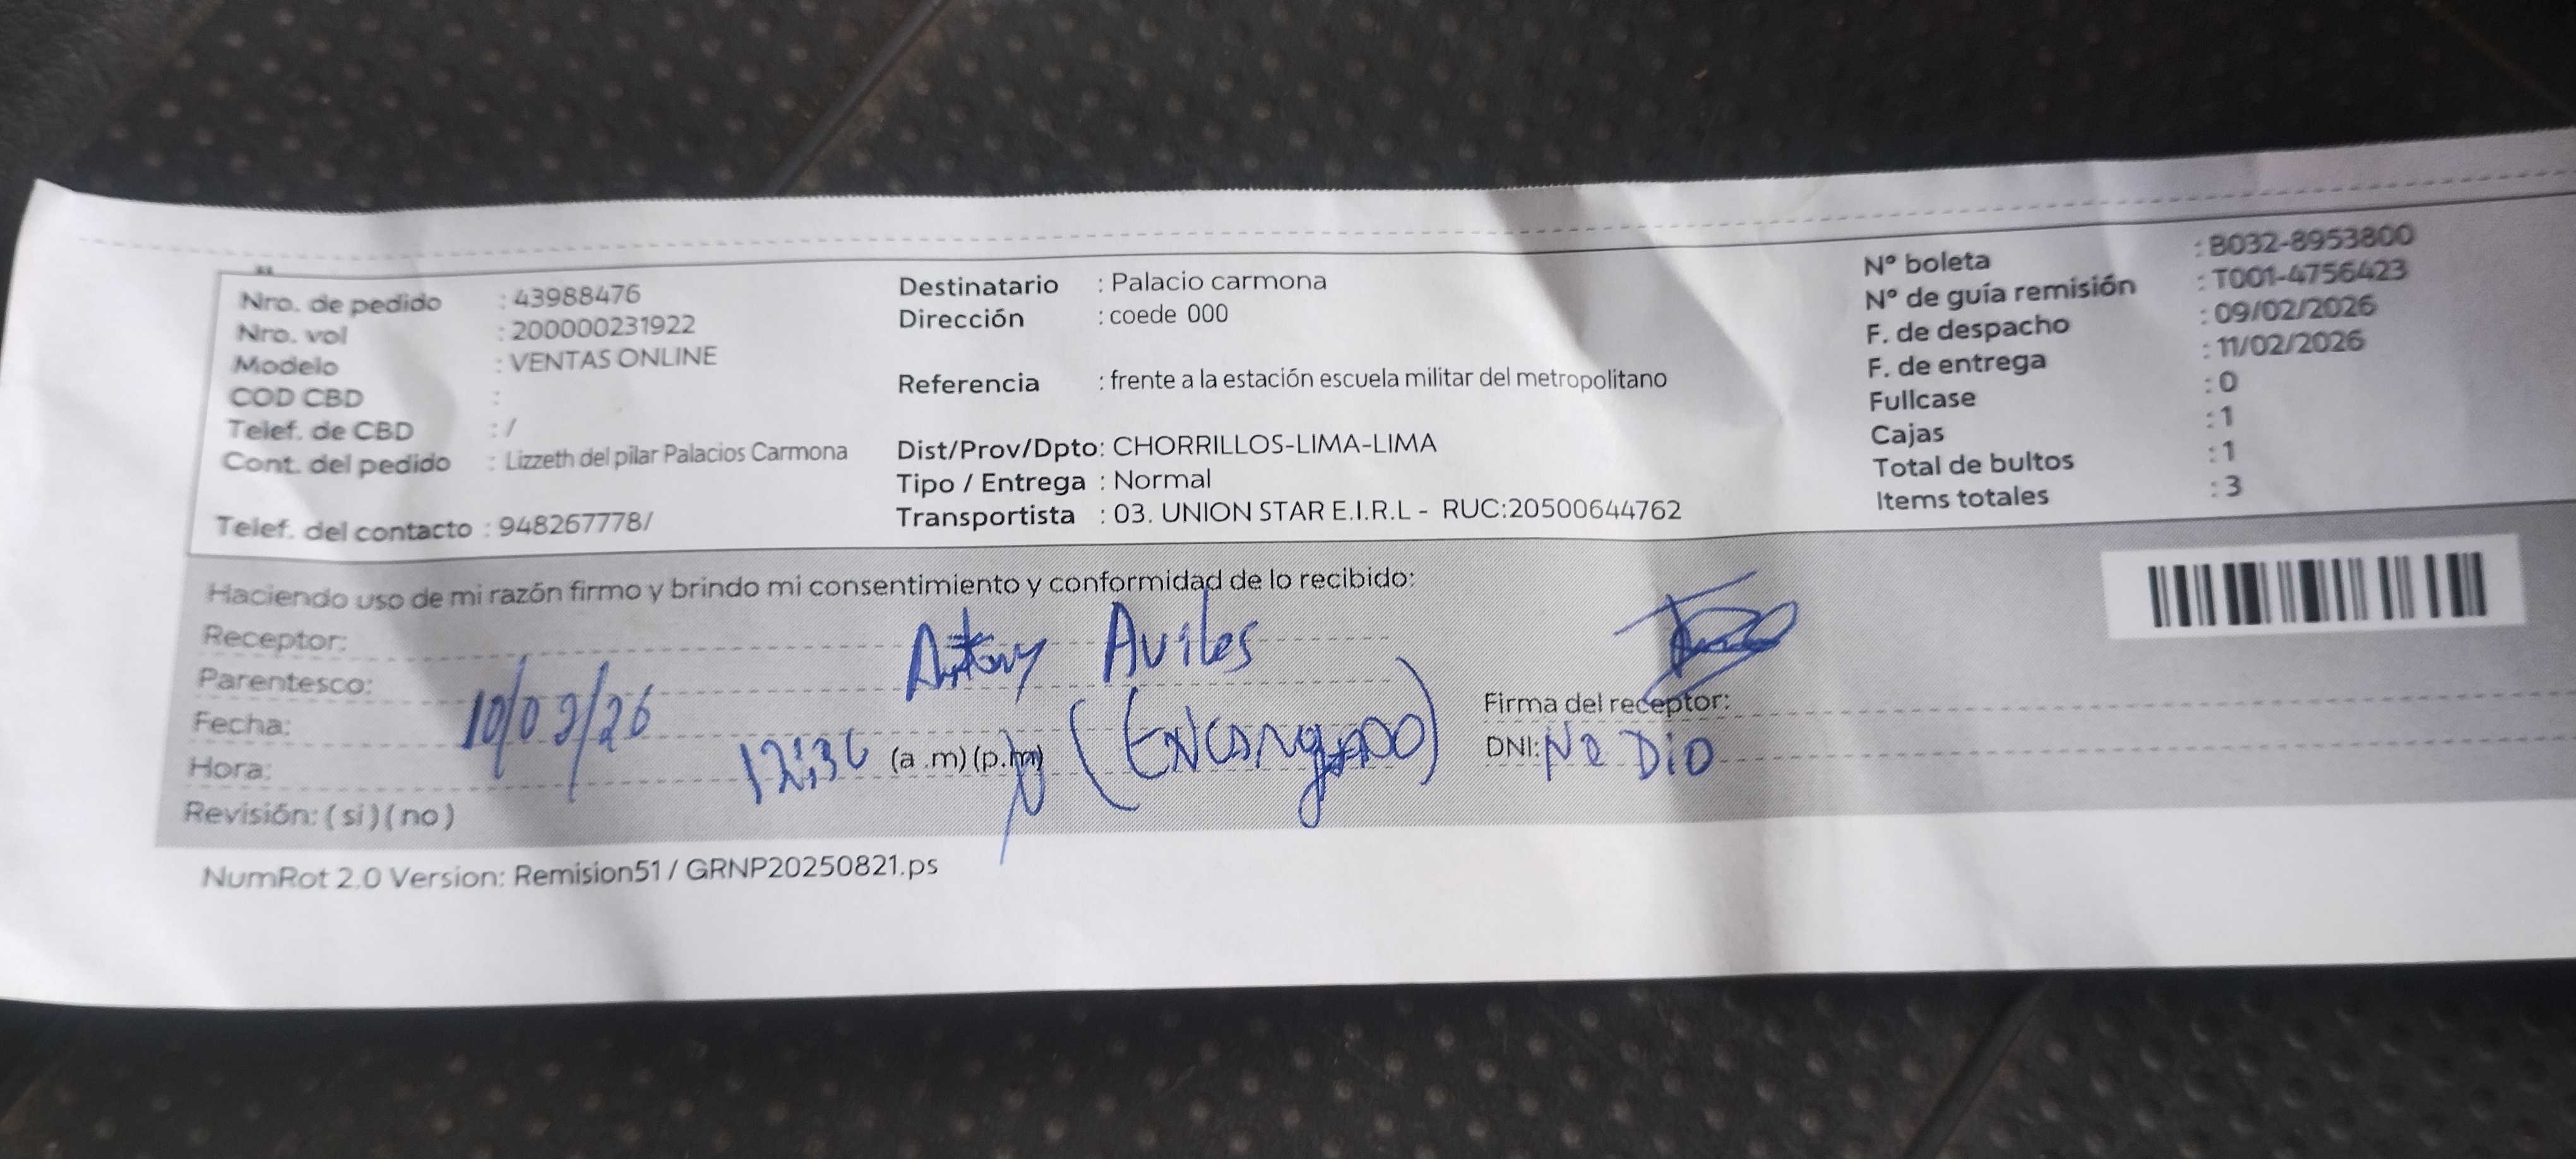 Nro. de pedido : 43988476
Nro. vol : 200000231922
Modelo : VENTAS ONLINE
COD CBD :
Telef. de CBD : /
Cont. del pedido : Lizzeth del pilar Palacios Carmona
Telef. del contacto : 948267778/
Destinatario : Palacio carmona
Dirección : coede 000
Referencia : frente a la estación escuela militar del metropolitano
Dist/Prov/Dpto: CHORRILLOS-LIMA-LIMA
Tipo / Entrega : Normal
Transportista : 03. UNION STAR E.I.R.L - RUC:20500644762
N° boleta : B032-8953800
N° de guía remisión : T001-4756423
F. de despacho : 09/02/2026
F. de entrega : 11/02/2026
Fullcase : 0
Cajas : 1
Total de bultos : 1
Items totales : 3
Haciendo uso de mi razón firmo y brindo mi consentimiento y conformidad de lo recibido:
Receptor: Antony Aviles
Parentesco: (Encargado)
Fecha: 10/02/26
Hora: 12:36 (a .m) (p.m)
Revisión: ( si ) ( no )
Firma del receptor:
DNI: No Dio
NumRot 2.0 Version: Remision51 / GRNP20250821.ps